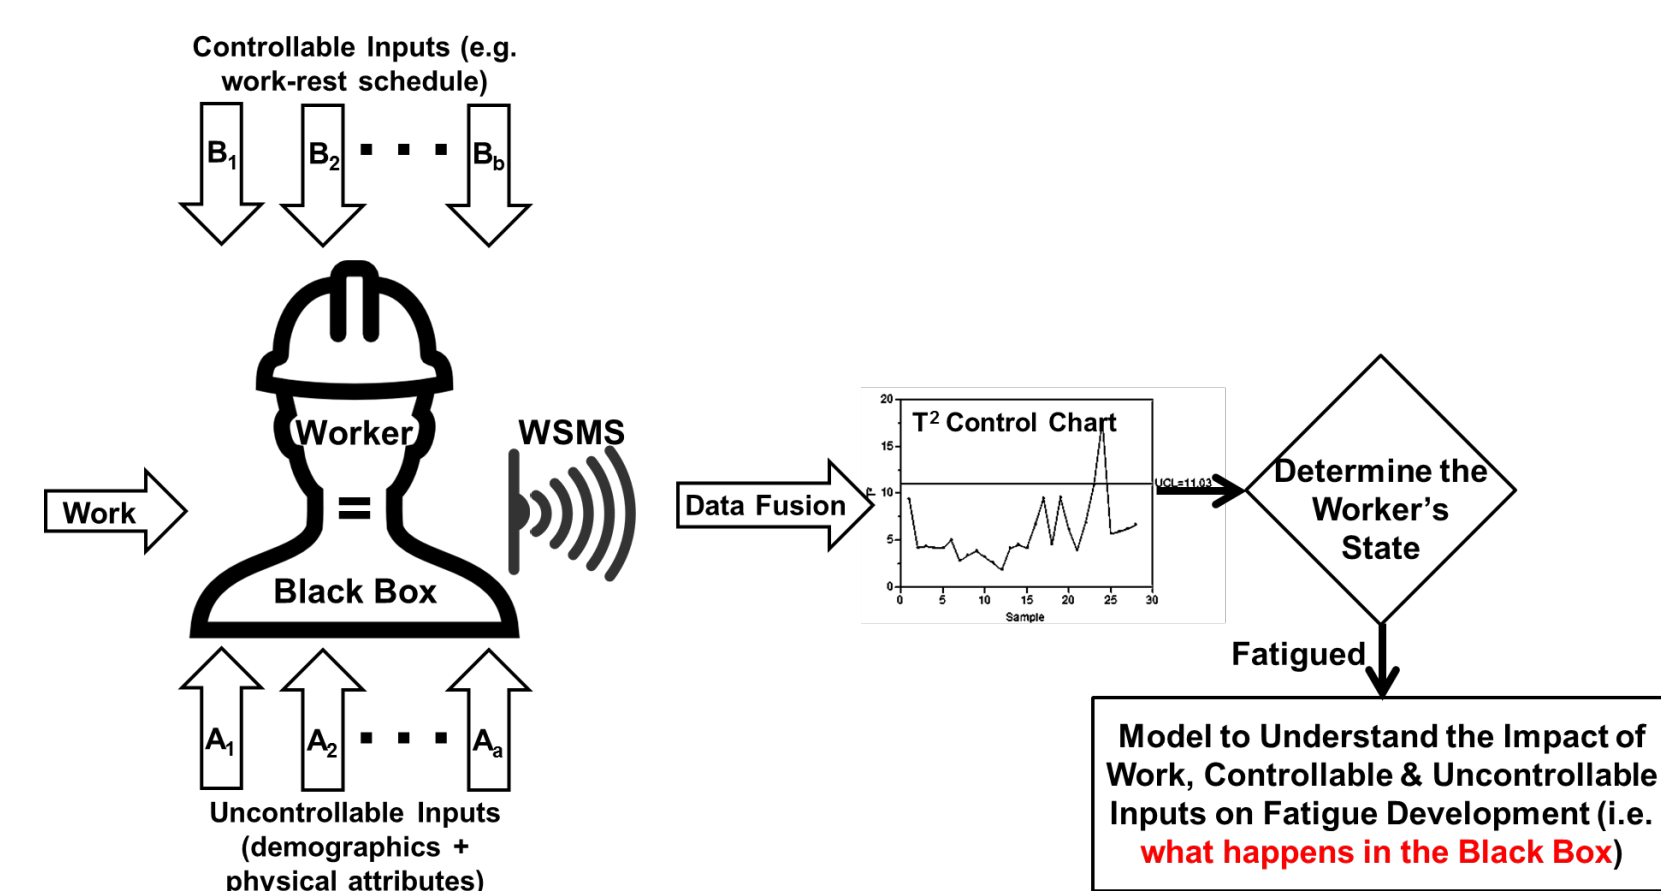 Controllable Inputs (e.g.
work-rest schedule)
B1 B2 Bb
Worker
=
Black Box
WSMS
Work
Data Fusion
T² Control Chart
20
15
10
5
0
T²
UCL=11.03
0 5 10 15 20 25 30
Sample
Determine the
Worker's
State
Fatigued
Model to Understand the Impact of
Work, Controllable & Uncontrollable
Inputs on Fatigue Development (i.e.
what happens in the Black Box)
A1 A2 Aa
Uncontrollable Inputs
(demographics +
physical attributes)